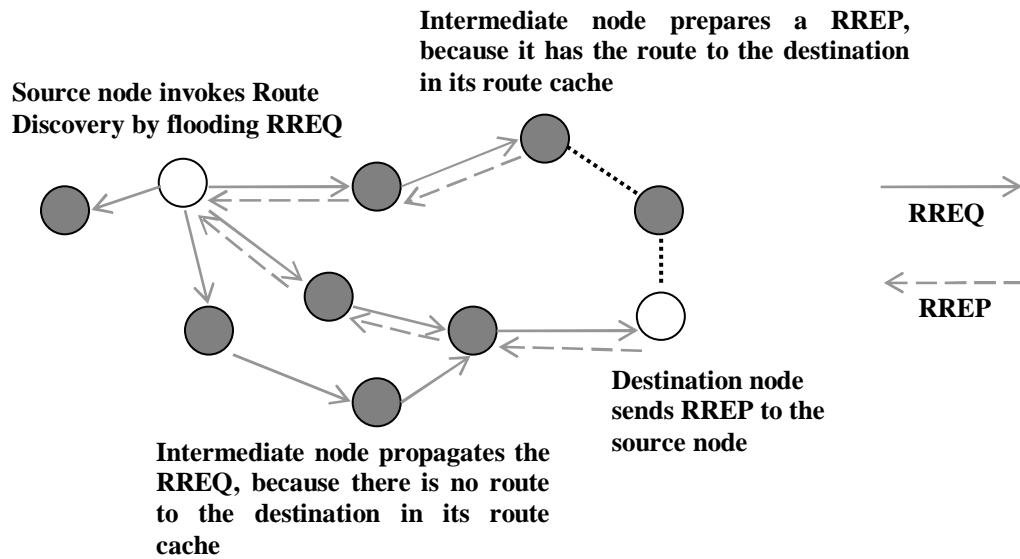 Intermediate node prepares a RREP,
because it has the route to the destination
in its route cache
Source node invokes Route
Discovery by flooding RREQ
RREQ
RREP
Destination node
sends RREP to the
source node
Intermediate node propagates the
RREQ, because there is no route
to the destination in its route
cache